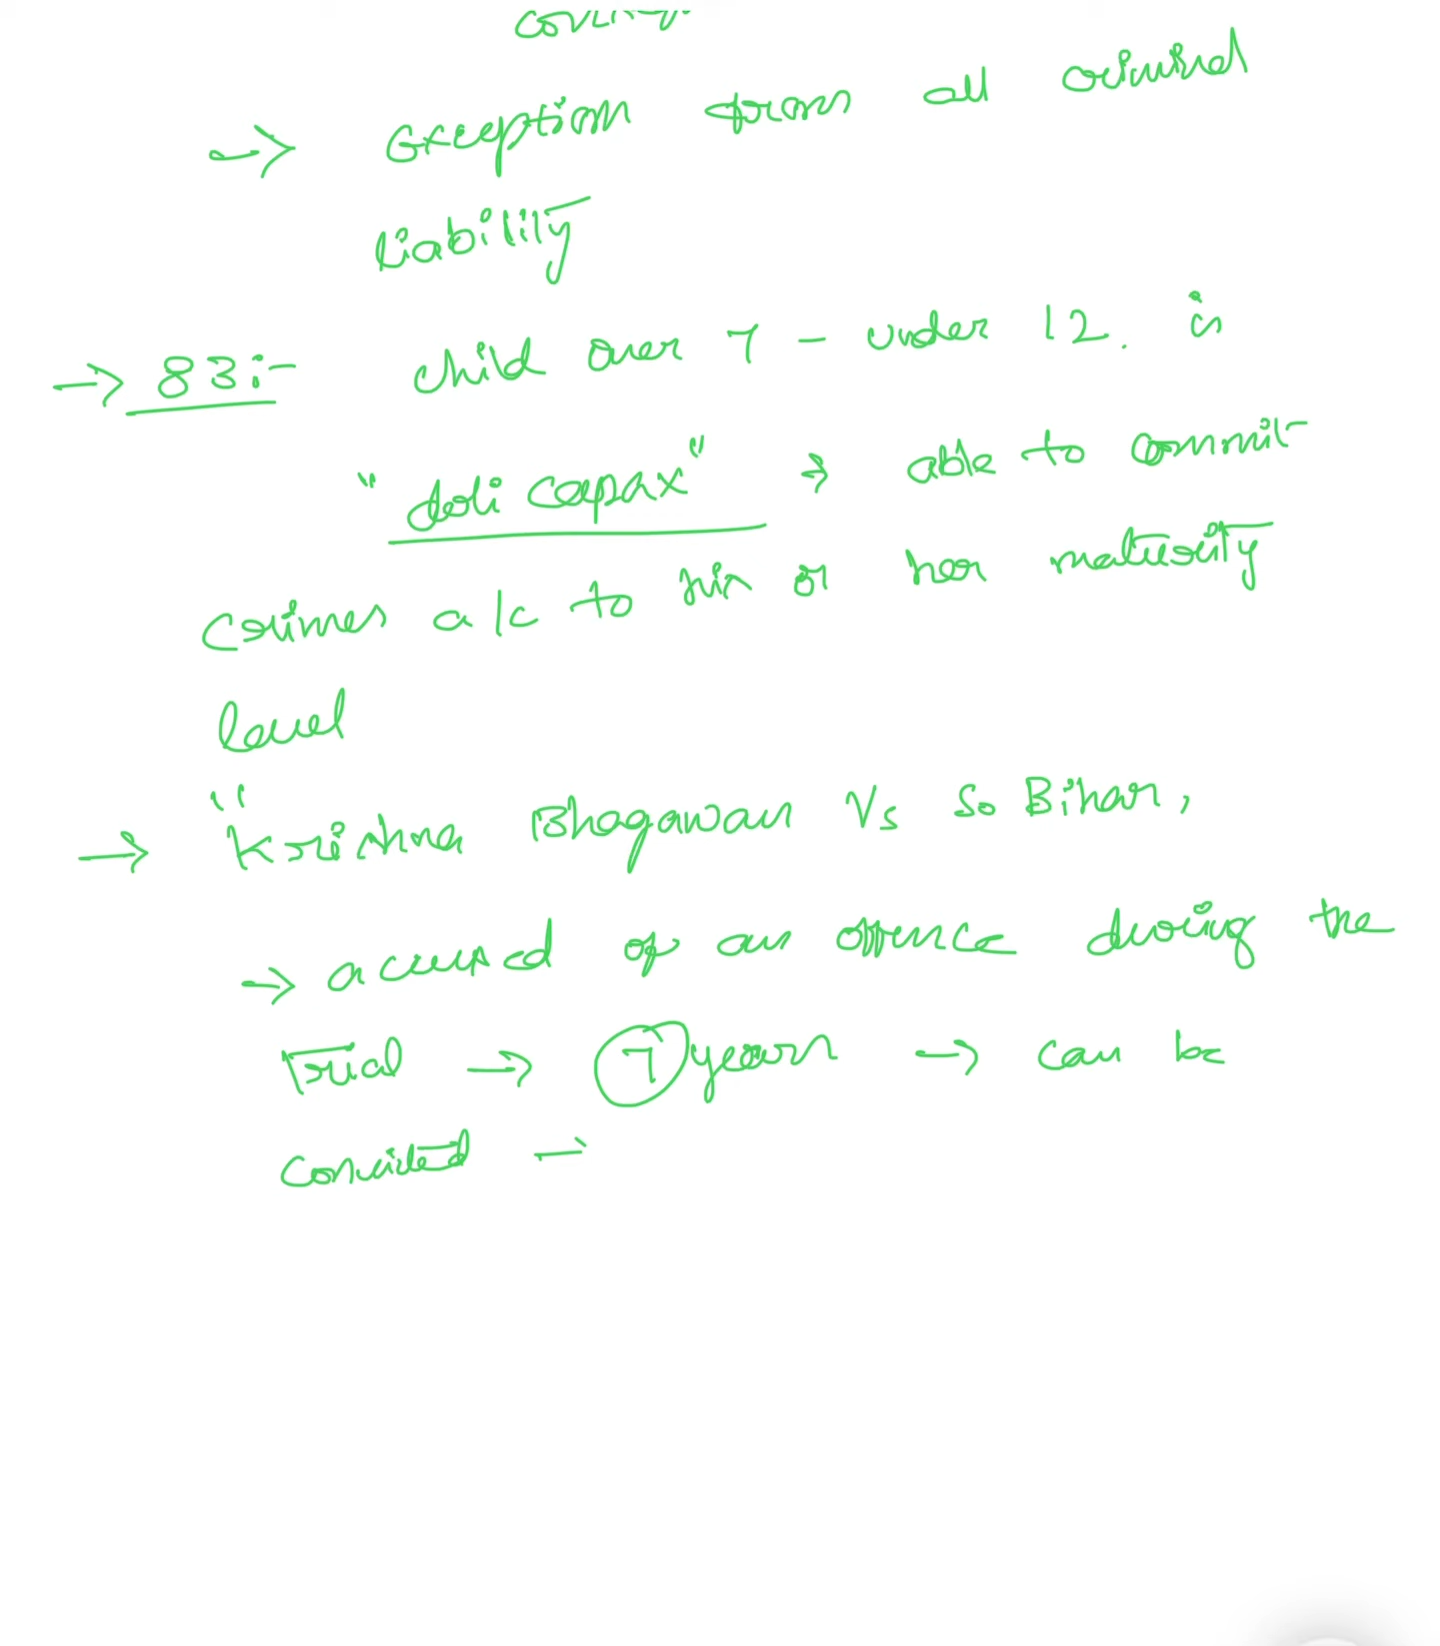 → Exception from all criminal
liability
→ 83:- child over 7 - under 12. is
"doli capax" → able to commit
crimes a/c to his or her maturity
level
→ "Krishna Bhagawan Vs So Bihar,
→ accused of an offence during the
trial → 7 years → can be
convicted →